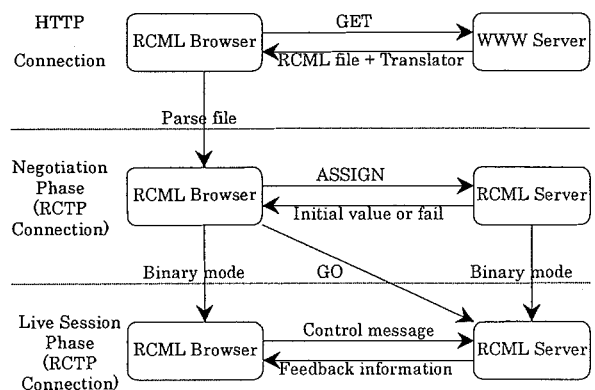 HTTP
Connection
RCML Browser
GET
RCML file + Translator
WWW Server
Parse file
Negotiation
Phase
(RCTP
Connection)
RCML Browser
ASSIGN
Initial value or fail
RCML Server
Binary mode
GO
Binary mode
Live Session
Phase
(RCTP
Connection)
RCML Browser
Control message
Feedback information
RCML Server